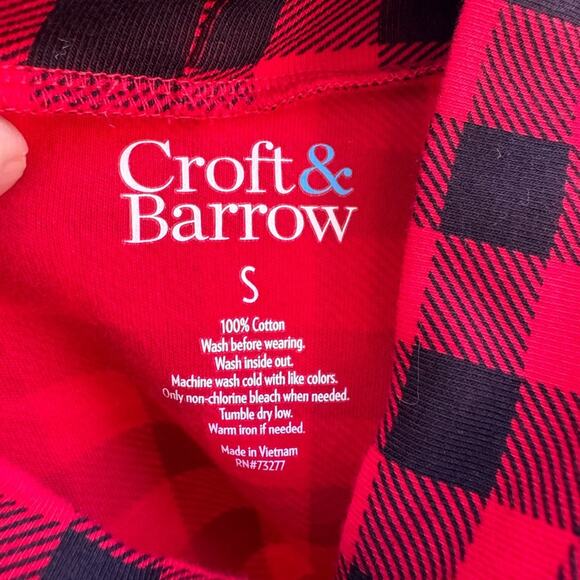 Croft&
Barrow
S
100% Cotton
Wash before wearing.
Wash inside out.
Machine wash cold with like colors.
Only non-chlorine bleach when needed.
Tumble dry low.
Warm iron if needed.
Made in Vietnam
RN#73277